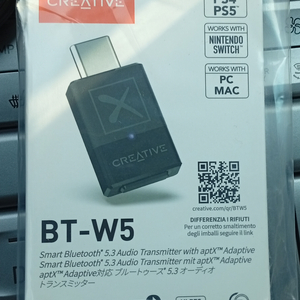 CREATIVE
PS4
PS5
WORKS WITH
NINTENDO
SWITCH™
WORKS WITH
PC
MAC
CREATIVE
creative.com/qr/BTW5
DIFFERENZIA I RIFIUTI
Per un corretto smaltimento
degli imballi seguire il link
BT-W5
Smart Bluetooth® 5.3 Audio Transmitter with aptX™ Adaptive
Smart Bluetooth® 5.3 Audio Transmitter mit aptX™ Adaptive
aptX™ Adaptive対応 ブルートゥース® 5.3 オーディオ
トランスミッター